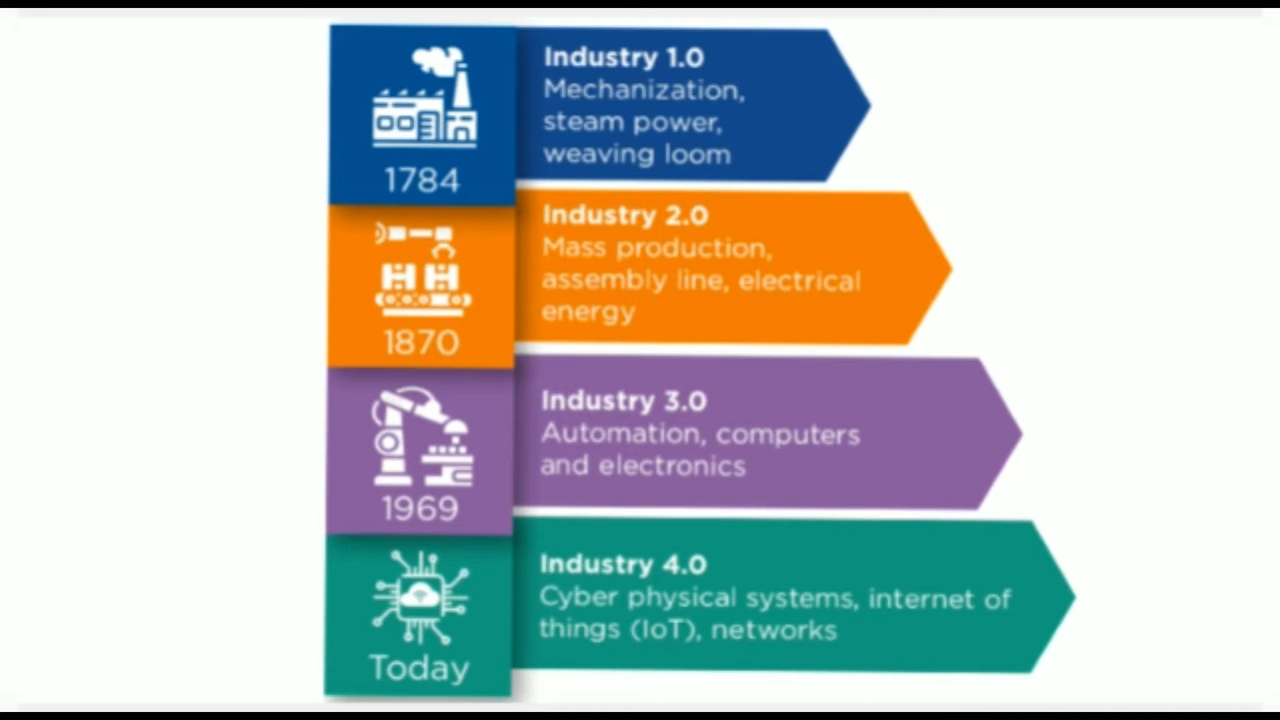 Industry 1.0
Mechanization,
steam power,
weaving loom
1784
Industry 2.0
Mass production,
assembly line, electrical
energy
1870
Industry 3.0
Automation, computers
and electronics
1969
Industry 4.0
Cyber physical systems, internet of
things (IoT), networks
Today